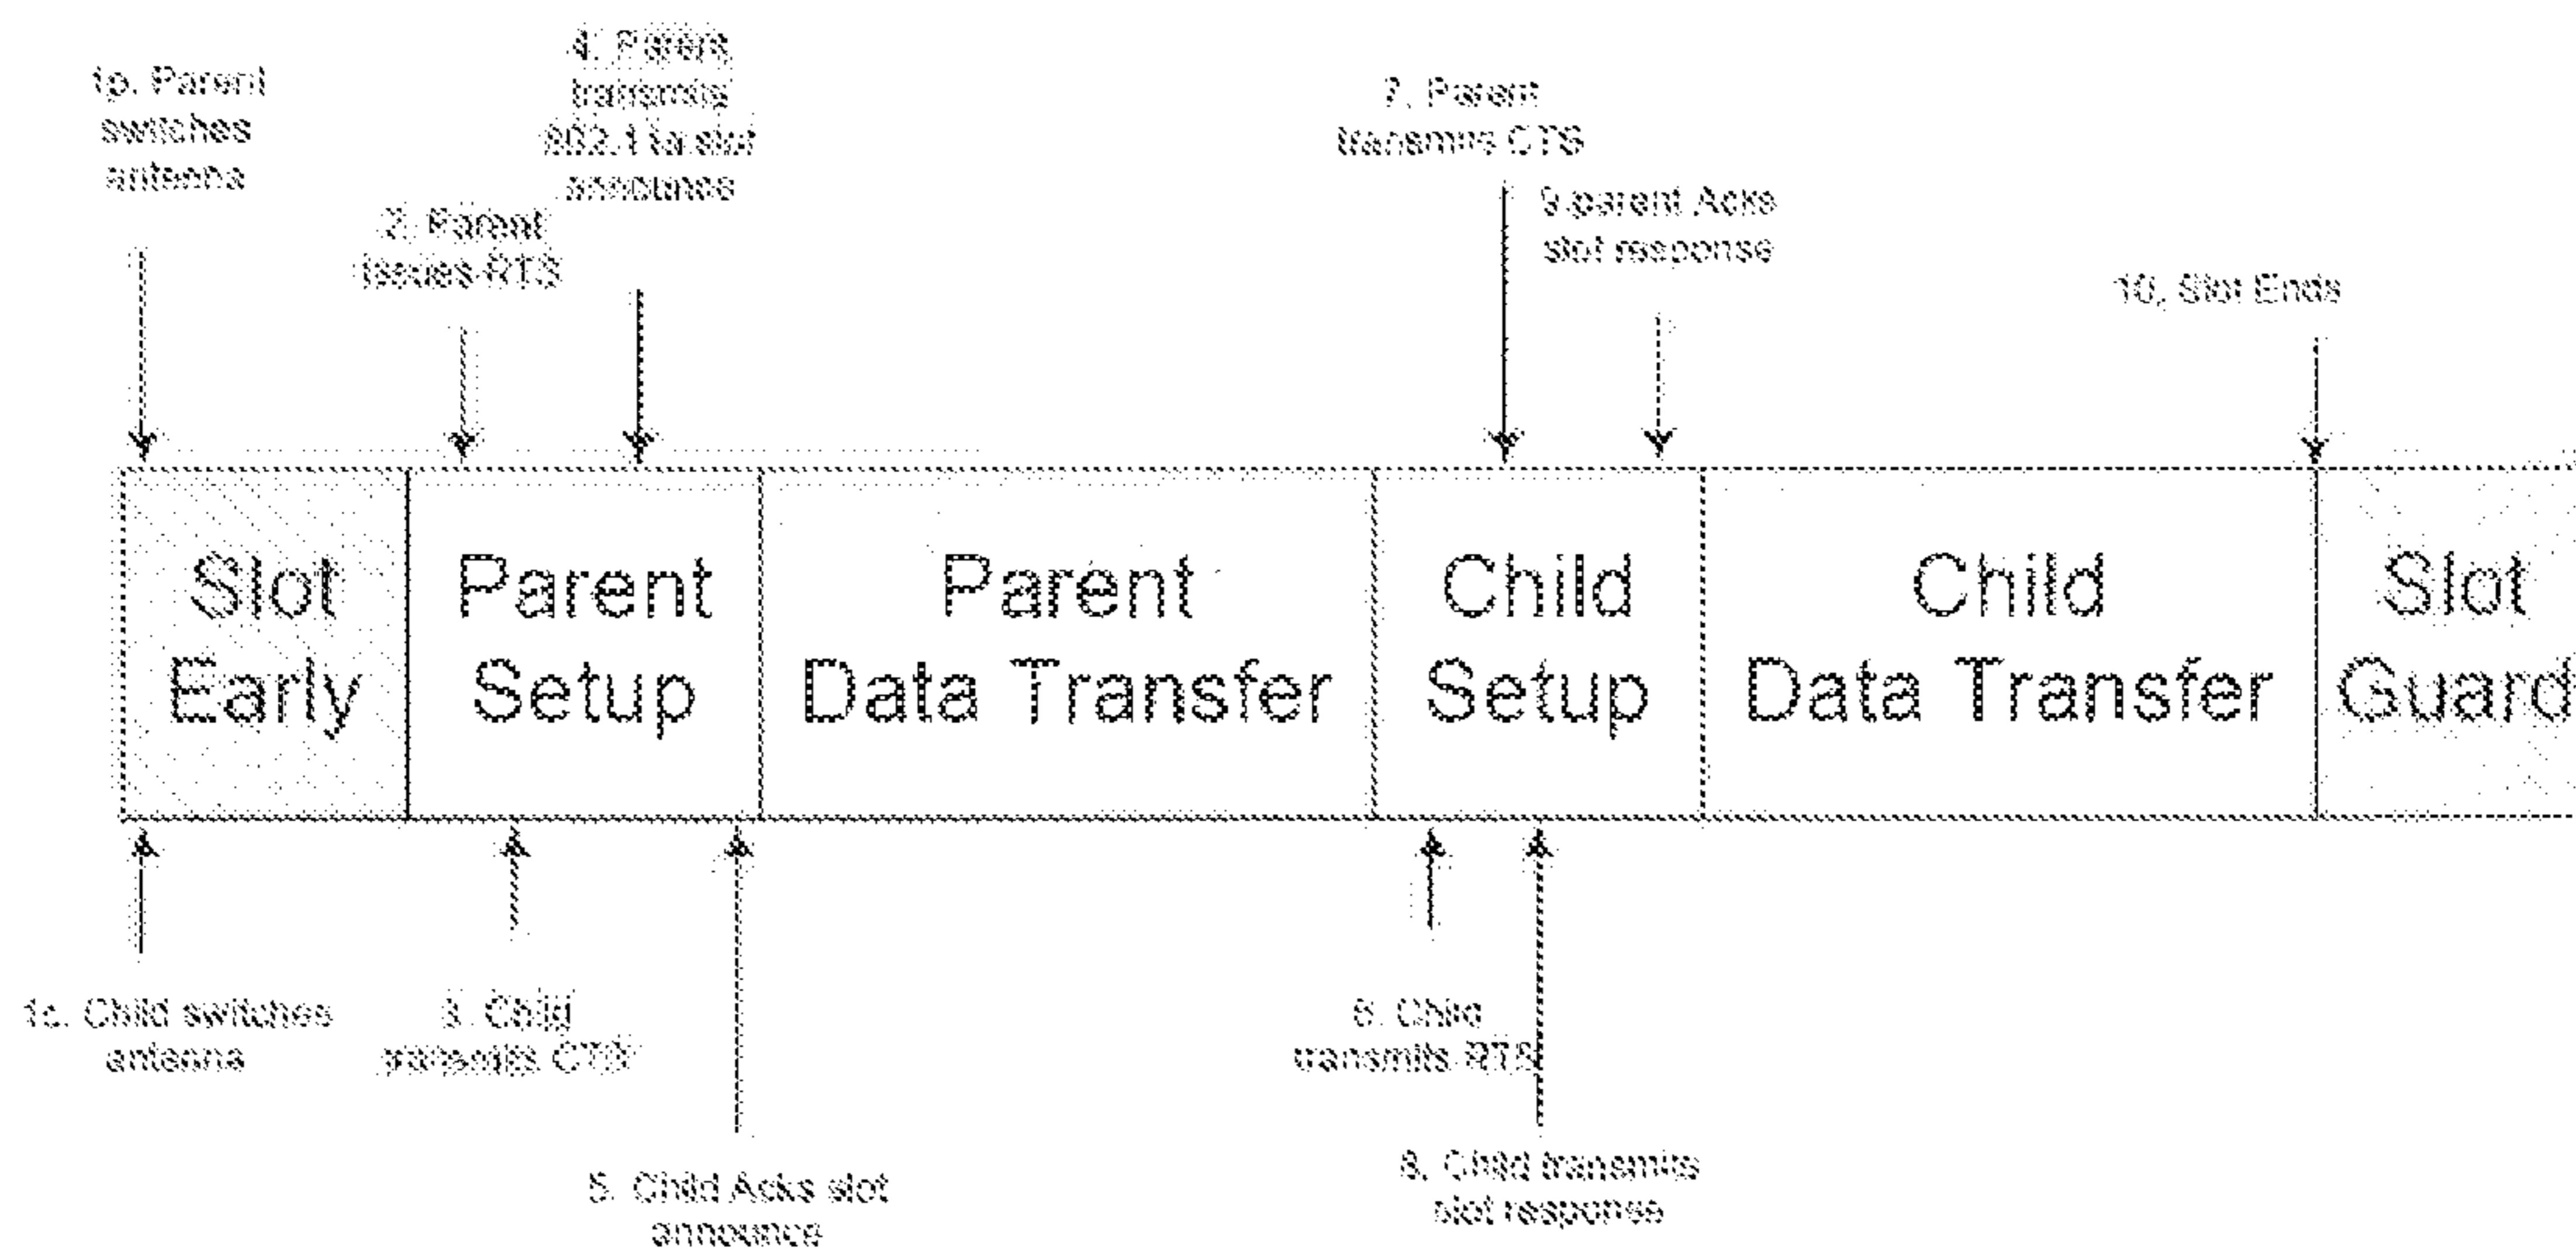 1p. Parent
switches
antenna
2. Parent
issues RTS
4. Parent
transmits
802.11a slot
announce
7. Parent
transmits CTS
9.parent Acks
slot response
10. Slot Ends
Slot
Early
Parent
Setup
Parent
Data Transfer
Child
Setup
Child
Data Transfer
Slot
Guard
1c. Child switches
antenna
3. Child
transmits CTS
5. Child Acks slot
announce
6. Child
transmits RTS
8. Child transmits
slot response